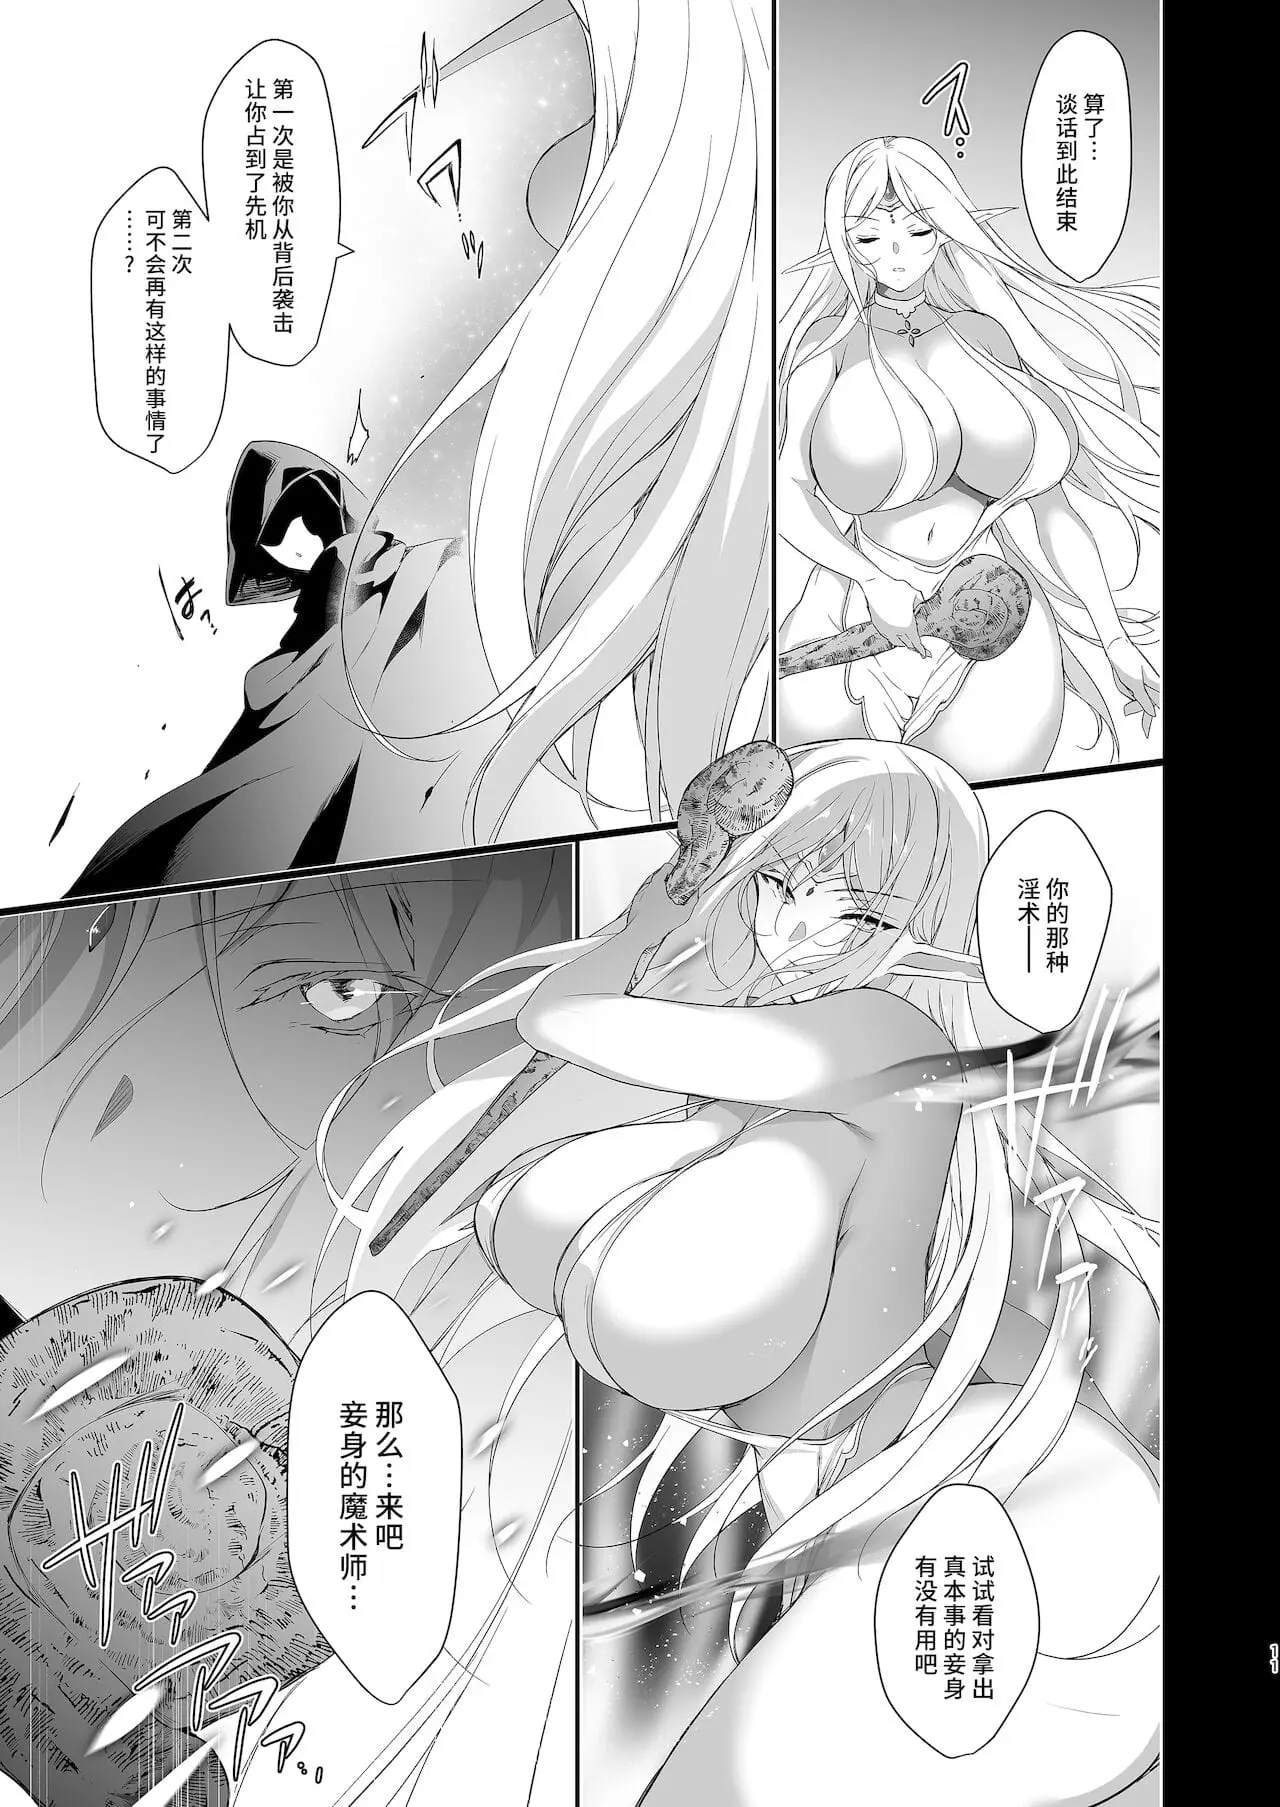 算了…
谈话到此结束
ス…。
第一次是被你从背后袭击
让你占到了先机
第二次
可不会再有这样的事情了
……?
は…?
你的那种
淫术——
试试看对拿出
真本事的妾身
有没有用吧
那么…来吧
妾身的魔术师…
11